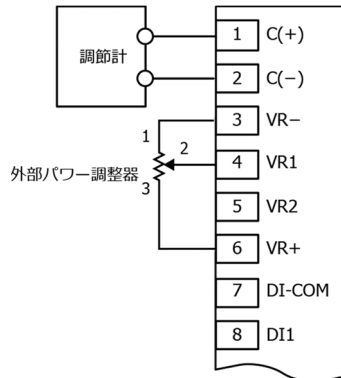 調節計
1 C(+)
2 C(−)
3 VR−
1
2
4 VR1
外部パワー調整器
3
5 VR2
6 VR+
7 DI-COM
8 DI1